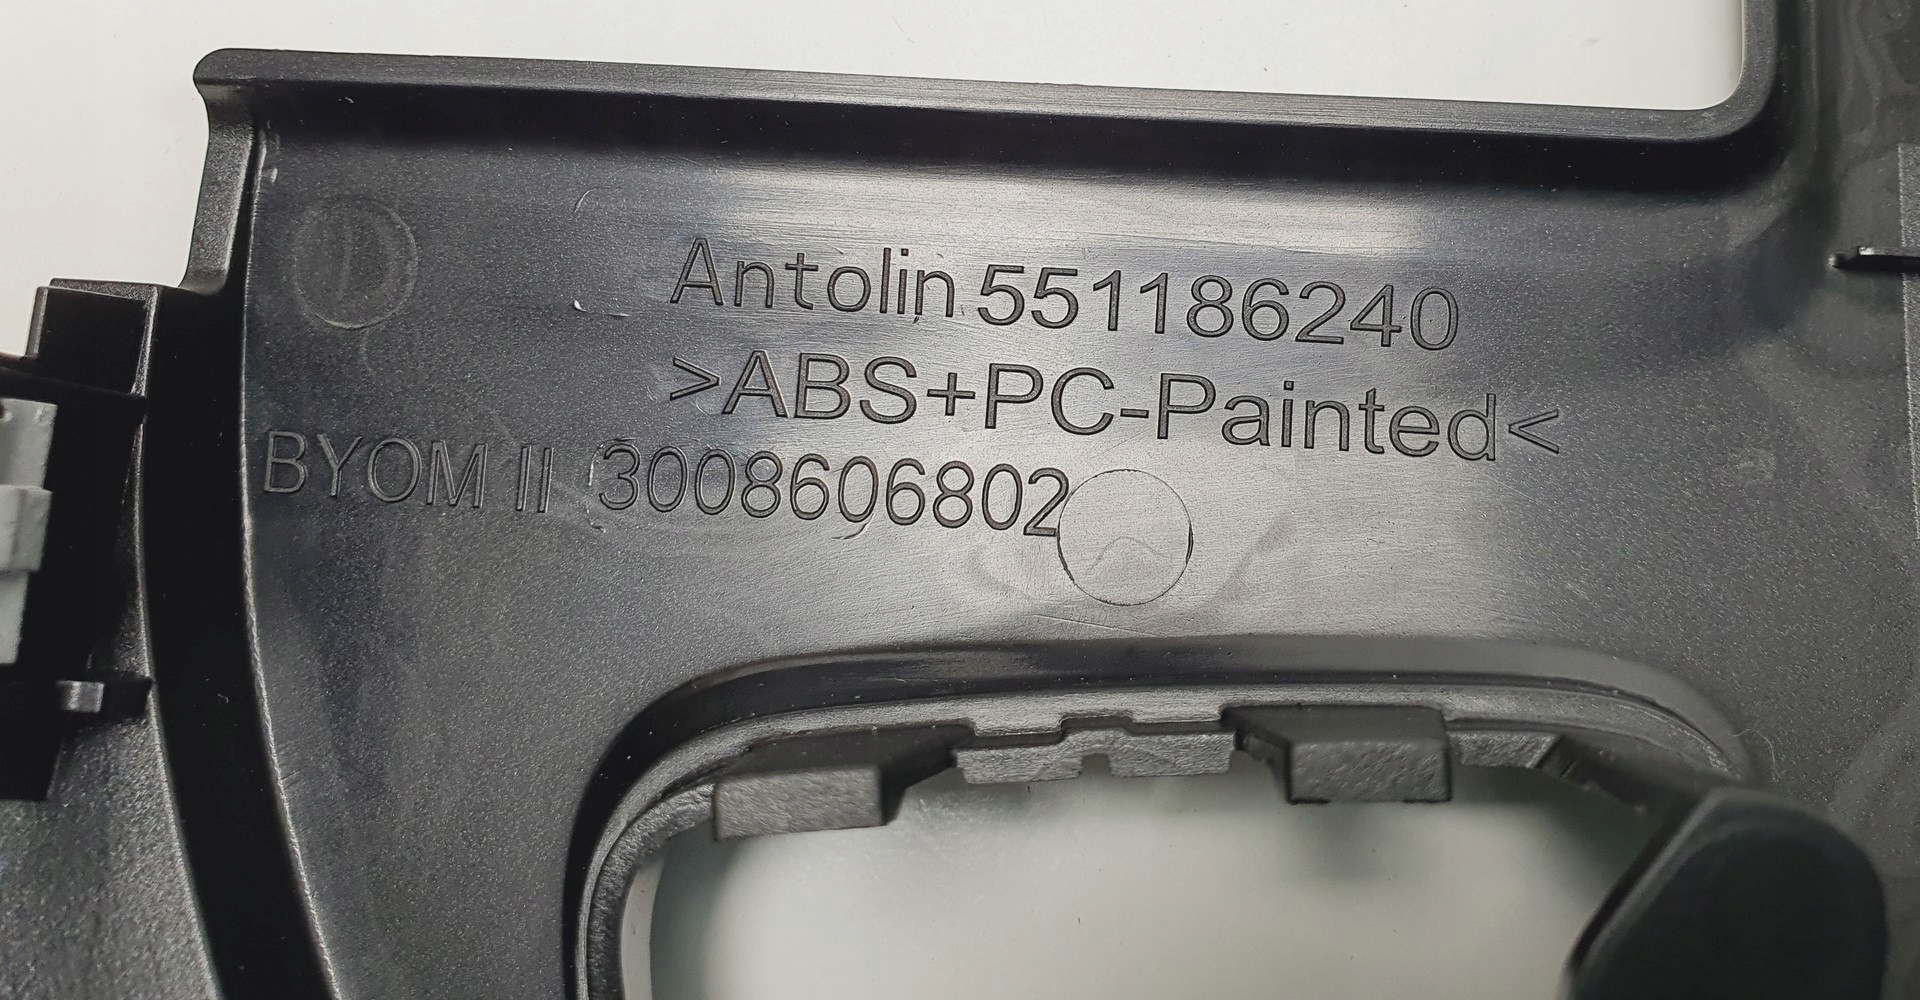 Antolin 551186240
>ABS+PC-Painted<
BYOM II 3008606802